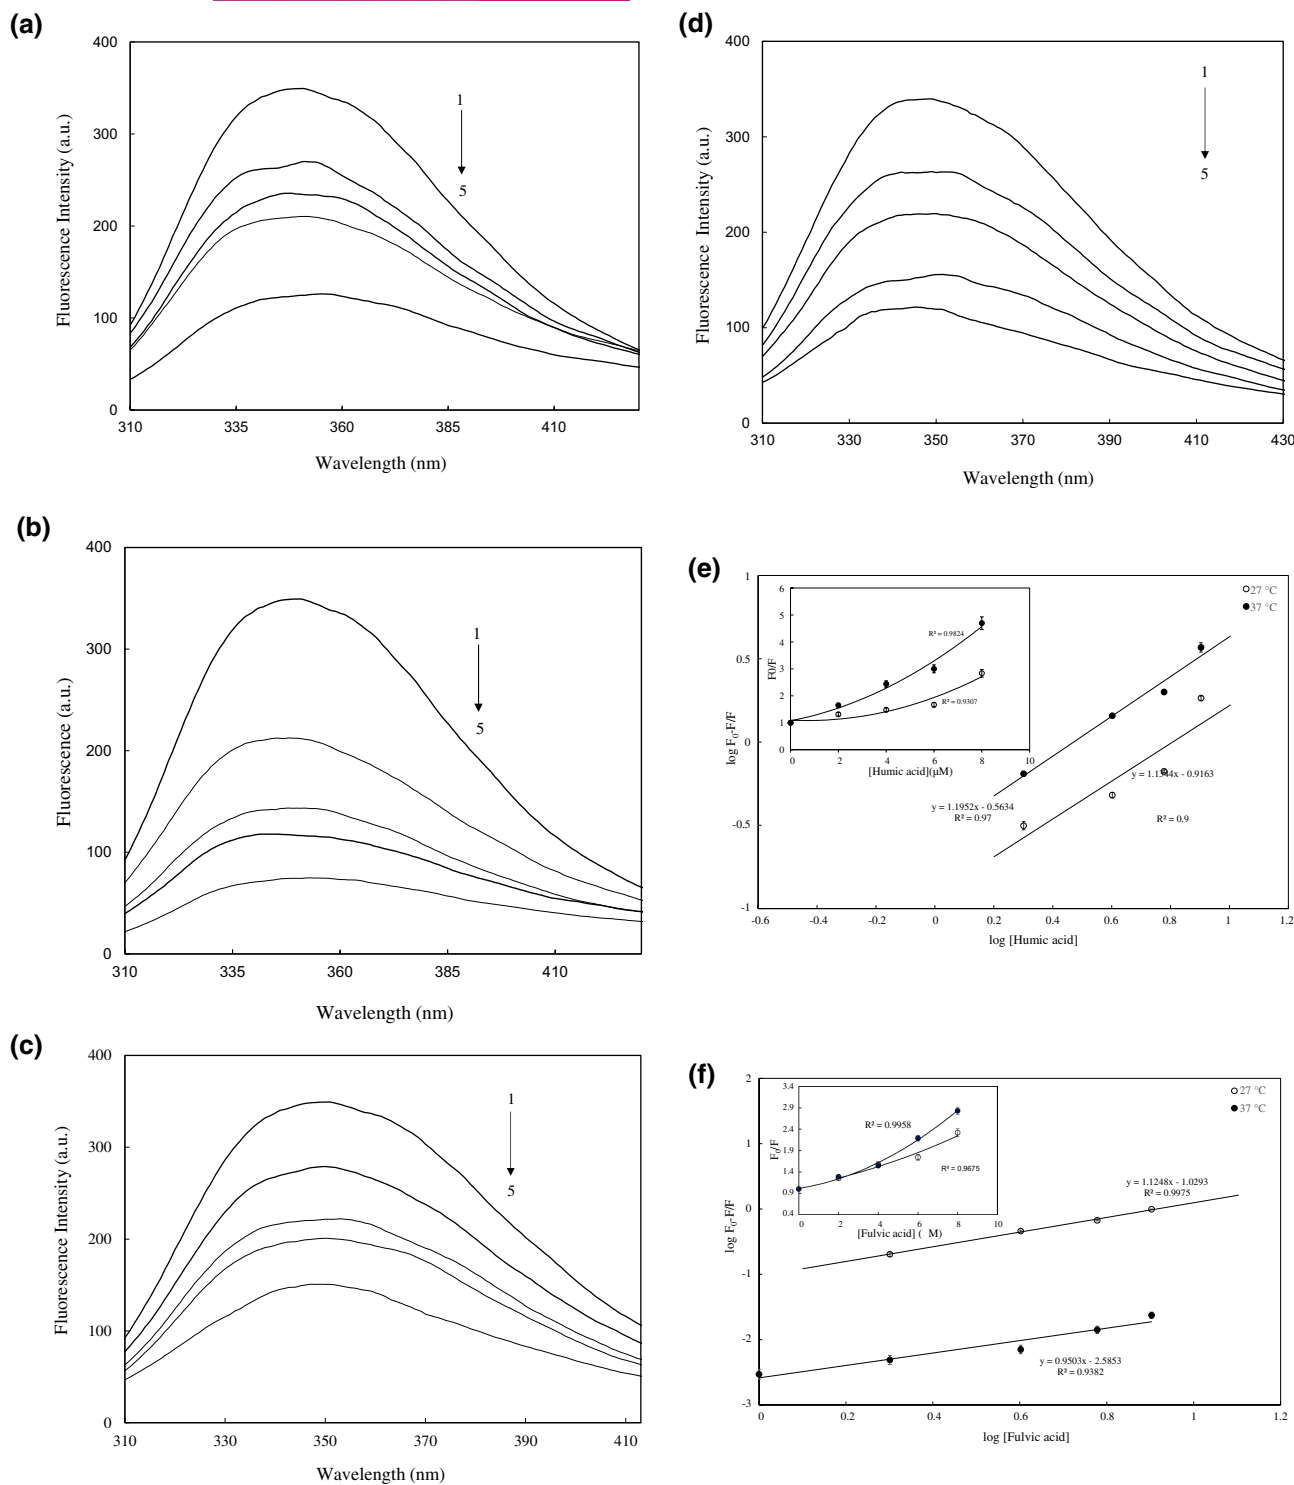 (a)
400
300
200
100
0
310 335 360 385 410
Fluorescence Intensity (a.u.)
Wavelength (nm)
1
5
(d)
400
300
200
100
0
310 330 350 370 390 410 430
Fluorescence Intensity (a.u.)
Wavelength (nm)
1
5
(b)
400
300
200
100
0
310 335 360 385 410
Fluorescence (a.u.)
Wavelength (nm)
1
5
(e)
1
0.5
0
-0.5
-1
-0.6 -0.4 -0.2 0 0.2 0.4 0.6 0.8 1 1.2
log F₀-F/F
log [Humic acid]
27 °C
37 °C
6
5
4
3
2
1
0
0 2 4 6 8 10
F0/F
[Humic acid](μM)
R² = 0.9824
R² = 0.9307
y = 1.1344x - 0.9163
R² = 0.9
y = 1.1952x - 0.5634
R² = 0.97
(c)
400
300
200
100
0
310 330 350 370 390 410
Fluorescence Intensity (a.u.)
Wavelength (nm)
1
5
(f)
2
1
0
-1
-2
-3
0 0.2 0.4 0.6 0.8 1 1.2
log F₀-F/F
log [Fulvic acid]
27 °C
37 °C
3.4
2.9
2.4
1.9
1.4
0.9
0.4
0 2 4 6 8 10
F₀/F
[Fulvic acid] ( M)
R² = 0.9958
R² = 0.9675
y = 1.1248x - 1.0293
R² = 0.9975
y = 0.9503x - 2.5853
R² = 0.9382